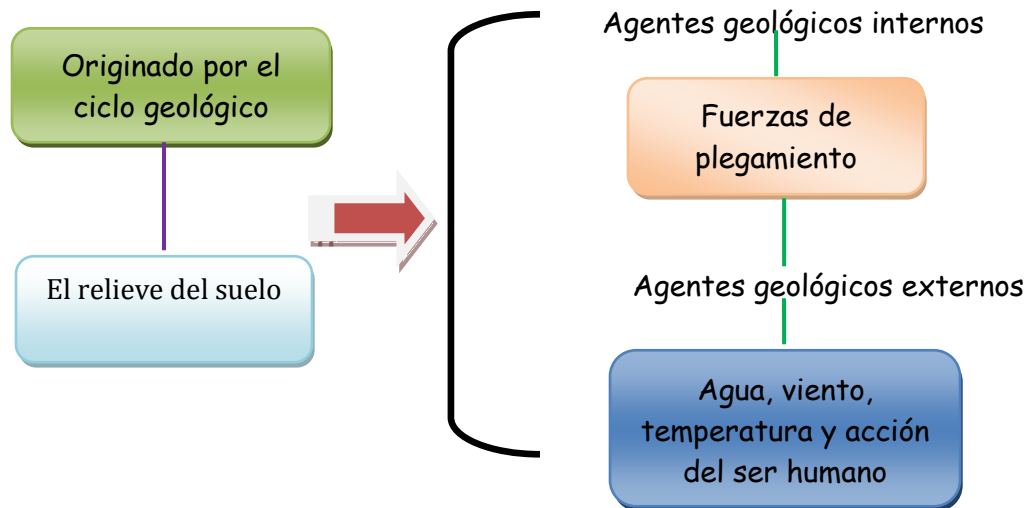 Originado por el
ciclo geológico
El relieve del suelo
Agentes geológicos internos
Fuerzas de
plegamiento
Agentes geológicos externos
Agua, viento,
temperatura y acción
del ser humano